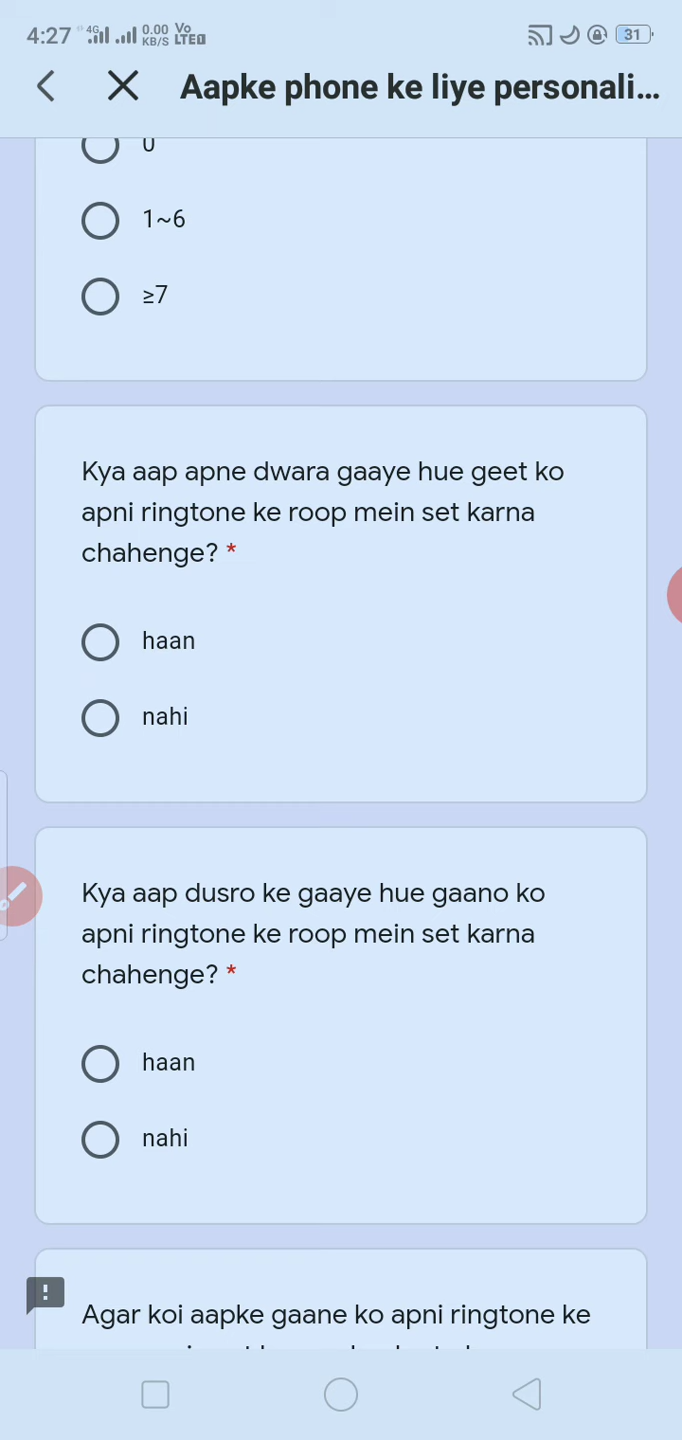 4:27 4G 0.00 KB/S Vo LTE 31
Aapke phone ke liye personali...
0
1~6
≥7
Kya aap apne dwara gaaye hue geet ko
apni ringtone ke roop mein set karna
chahenge? *
haan
nahi
Kya aap dusro ke gaaye hue gaano ko
apni ringtone ke roop mein set karna
chahenge? *
haan
nahi
Agar koi aapke gaane ko apni ringtone ke